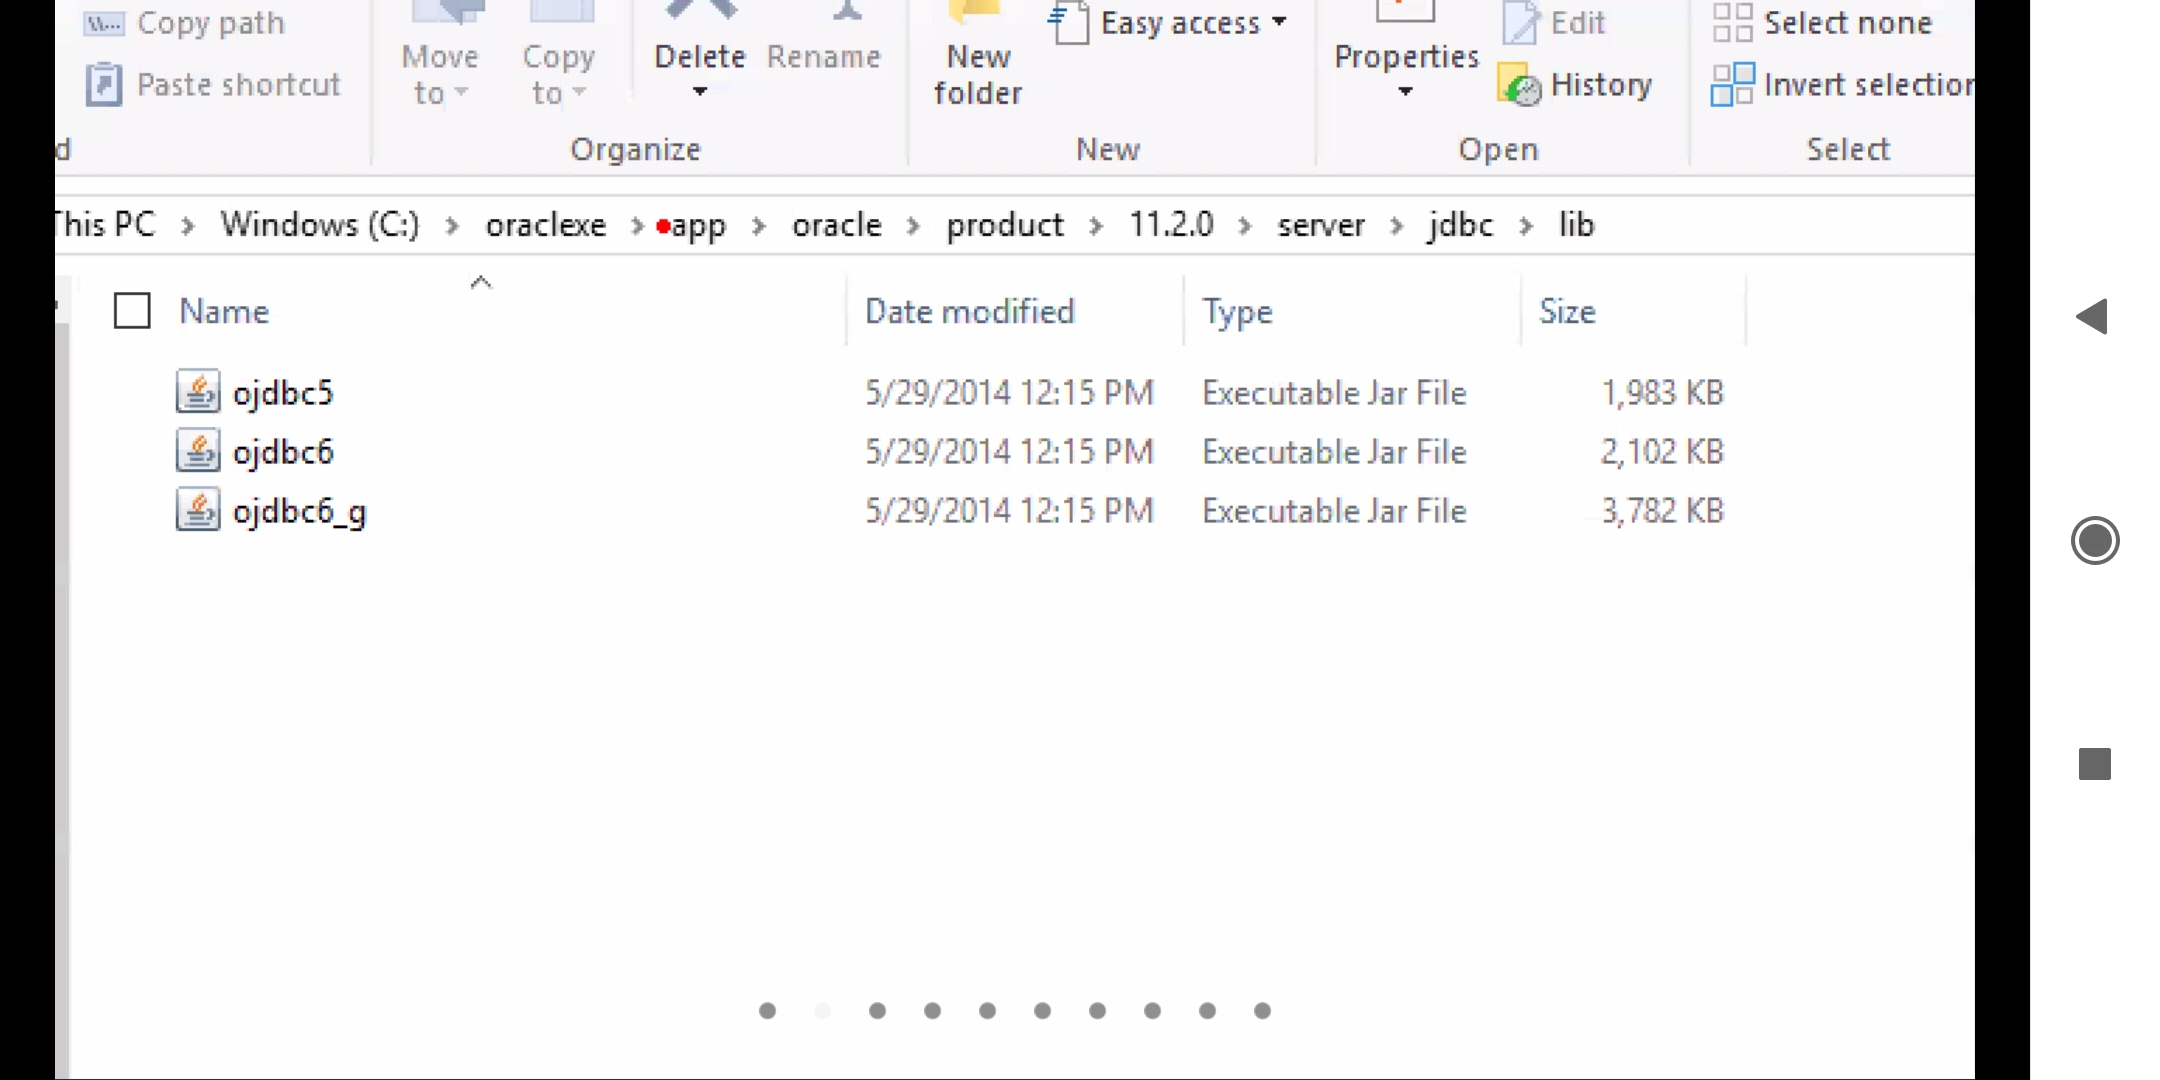 Copy path
Paste shortcut
Move to
Copy to
Delete
Rename
New folder
Easy access
Properties
Edit
History
Select none
Invert selection
d
Organize
New
Open
Select
This PC > Windows (C:) > oraclexe > app > oracle > product > 11.2.0 > server > jdbc > lib
Name Date modified Type Size
ojdbc5 5/29/2014 12:15 PM Executable Jar File 1,983 KB
ojdbc6 5/29/2014 12:15 PM Executable Jar File 2,102 KB
ojdbc6_g 5/29/2014 12:15 PM Executable Jar File 3,782 KB